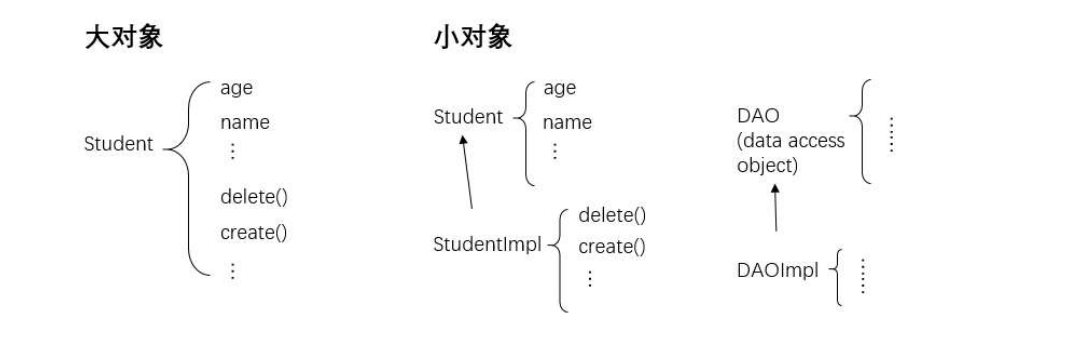 大对象
Student
age
name
⋮
delete()
create()
⋮
小对象
Student
age
name
⋮
StudentImpl
delete()
create()
⋮
DAO
(data access
object)
⋮
DAOImpl
⋮